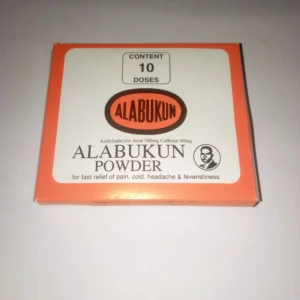 CONTENT
10
DOSES
ALABUKUN
Acetylsalicylic Acid 760mg Caffeine 60mg
ALABUKUN
POWDER
for fast relief of pain, cold, headache & feverishness